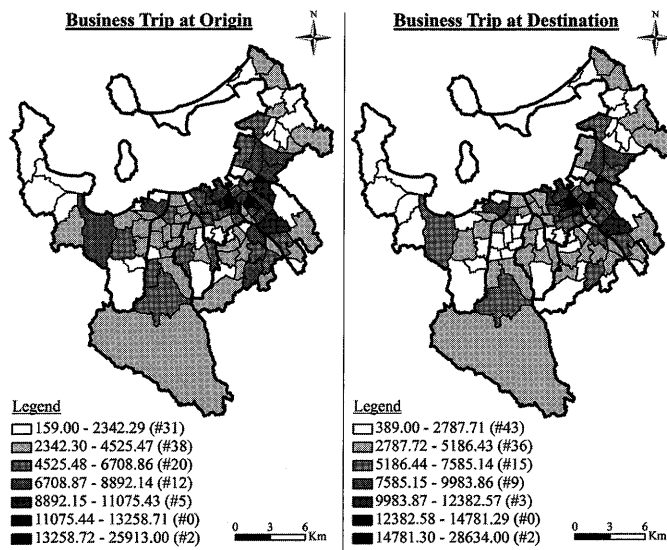 Business Trip at Origin
N
Legend
159.00 - 2342.29 (#31)
2342.30 - 4525.47 (#38)
4525.48 - 6708.86 (#20)
6708.87 - 8892.14 (#12)
8892.15 - 11075.43 (#5)
11075.44 - 13258.71 (#0)
13258.72 - 25913.00 (#2)
0 3 6
Km
Business Trip at Destination
N
Legend
389.00 - 2787.71 (#43)
2787.72 - 5186.43 (#36)
5186.44 - 7585.14 (#15)
7585.15 - 9983.86 (#9)
9983.87 - 12382.57 (#3)
12382.58 - 14781.29 (#0)
14781.30 - 28634.00 (#2)
0 3 6
Km